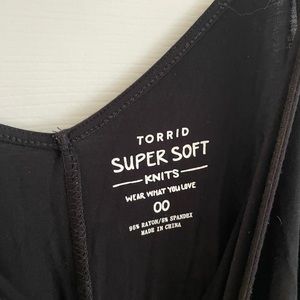 TORRID
SUPER SOFT
KNITS
WEAR WHAT YOU LOVE
00
95% RAYON/5% SPANDEX
MADE IN CHINA